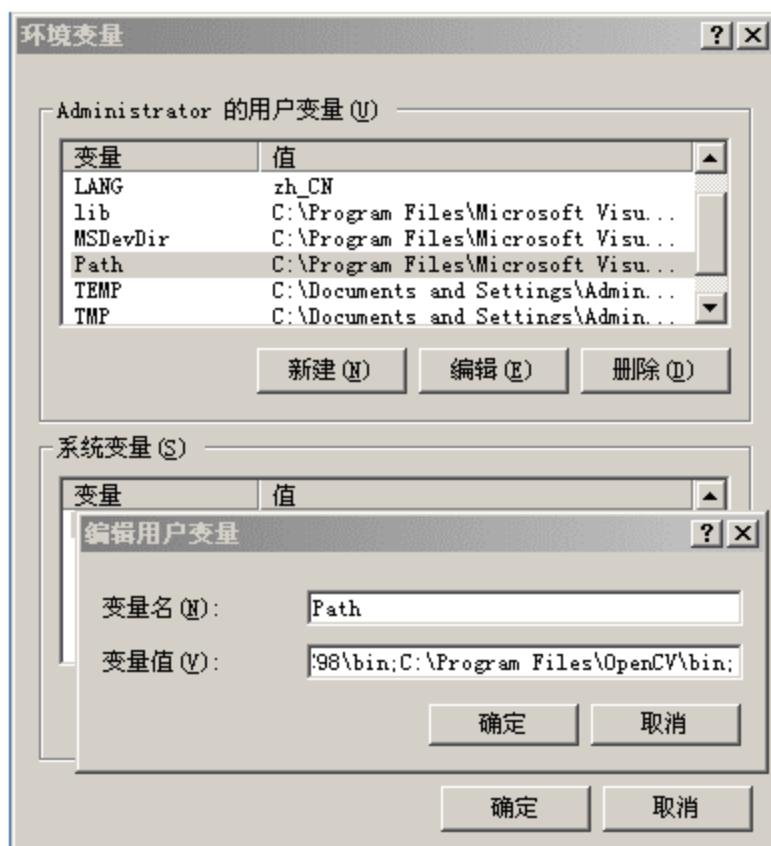 环境变量
Administrator 的用户变量(U)
变量 值
LANG zh_CN
lib C:\Program Files\Microsoft Visu...
MSDevDir C:\Program Files\Microsoft Visu...
Path C:\Program Files\Microsoft Visu...
TEMP C:\Documents and Settings\Admin...
TMP C:\Documents and Settings\Admin...
新建(N) 编辑(E) 删除(D)
系统变量(S)
变量 值
编辑用户变量
变量名(N): Path
变量值(V): 98\bin;C:\Program Files\OpenCV\bin;
确定 取消
确定 取消